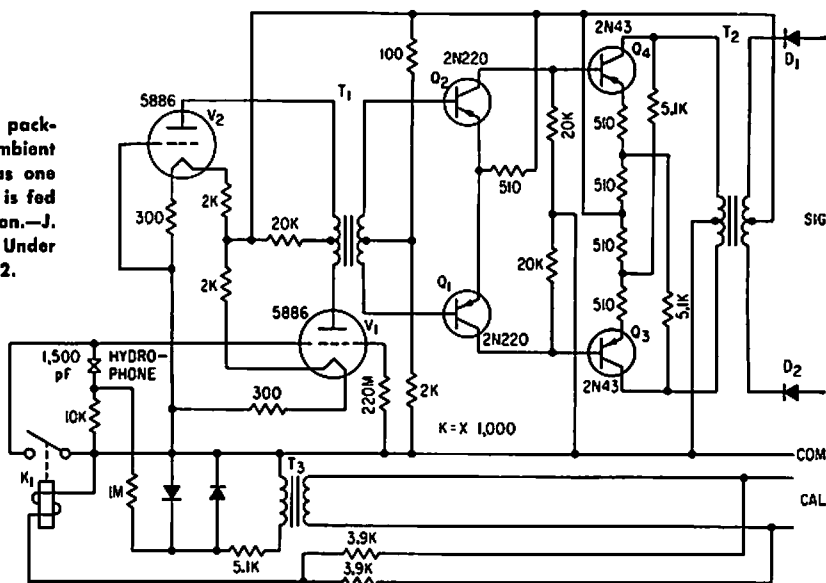 pack-
mbient
as one
is fed
on.—J.
Under
2.
5886
V2
T1
100
2N220
Q2
2N43
Q4
T2
D1
300
2K
20K
2K
20K
510
510
5.1K
510
510
510
5.1K
20K
SIG
5886
V1
Q1
2N220
Q3
2N43
D2
1,500
pF
HYDRO-
PHONE
10K
300
220M
2K
K = X 1,000
COM
K1
1M
T3
CAL
5.1K
3.9K
3.9K